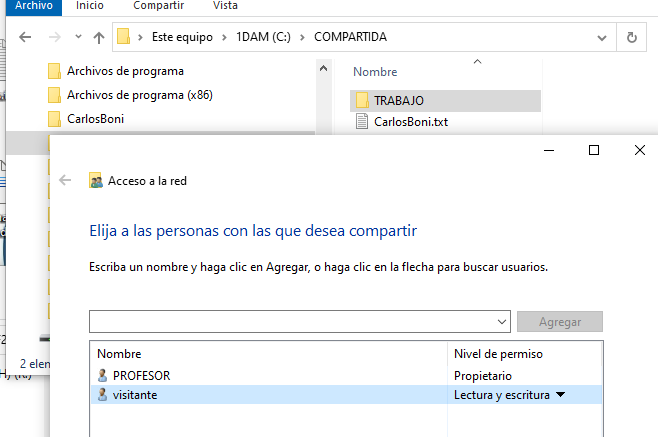 Archivo Inicio Compartir Vista
Este equipo > 1DAM (C:) > COMPARTIDA
Archivos de programa
Archivos de programa (x86)
CarlosBoni
Nombre
TRABAJO
CarlosBoni.txt
2 elen
Acceso a la red
Elija a las personas con las que desea compartir
Escriba un nombre y haga clic en Agregar, o haga clic en la flecha para buscar usuarios.
Agregar
Nombre Nivel de permiso
PROFESOR Propietario
visitante Lectura y escritura